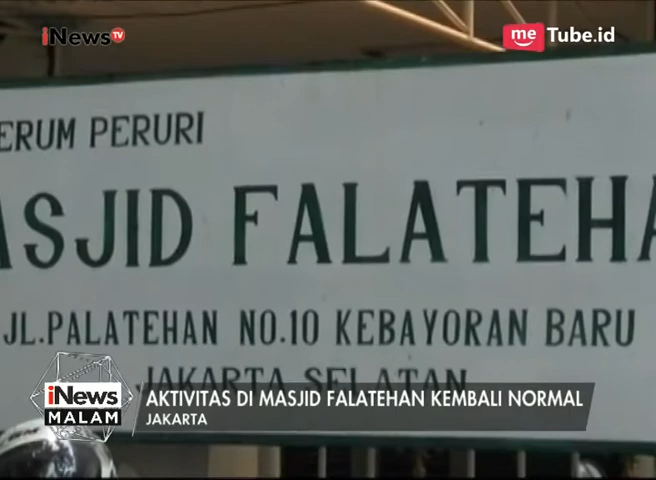 iNews TV
me Tube.id
ERUM PERURI
ASJID FALATEHA
JL.PALATEHAN NO.10 KEBAYORAN BARU
JAKARTA SELATAN
iNews
MALAM
AKTIVITAS DI MASJID FALATEHAN KEMBALI NORMAL
JAKARTA